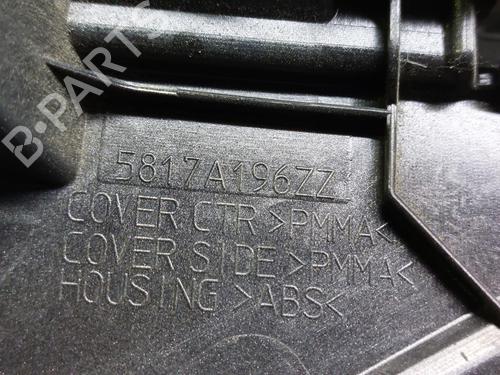 B-PARTS
5817A196ZZ
COVER CTR >PMMA<
COVER SIDE >PMMA<
HOUSING >ABS<